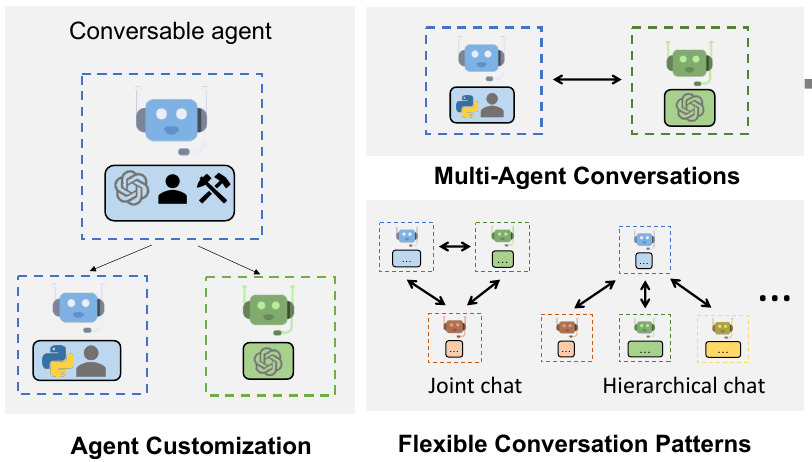 Conversable agent
Agent Customization
Multi-Agent Conversations
...
...
...
...
...
...
...
...
Joint chat
Hierarchical chat
Flexible Conversation Patterns